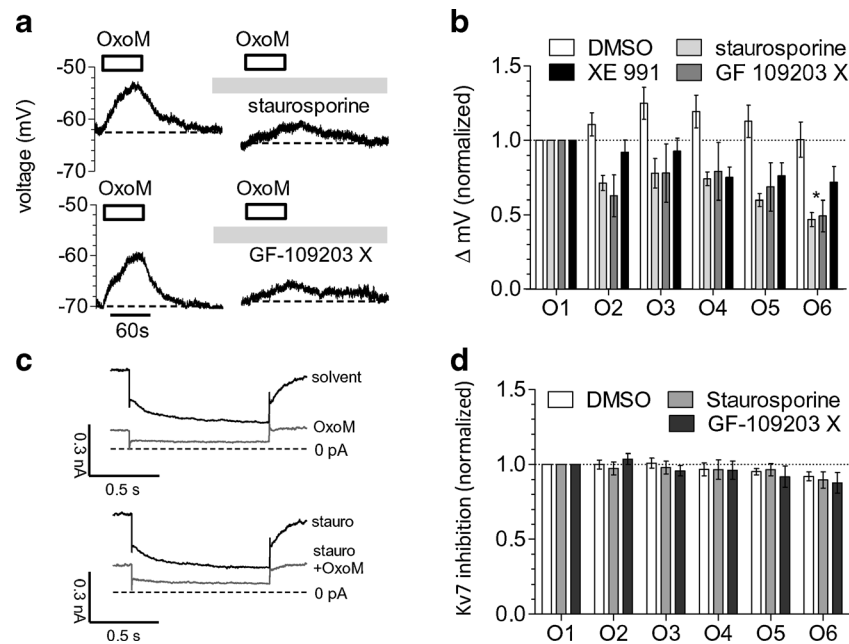 a
OxoM OxoM
-50
-60
-70
staurosporine
voltage (mV)
OxoM OxoM
-50
-60
-70
GF-109203 X
60s
b
DMSO staurosporine
XE 991 GF 109203 X
Δ mV (normalized)
1.5
1.0
0.5
0.0
*
O1 O2 O3 O4 O5 O6
c
solvent
OxoM
0 pA
0.3 nA
0.5 s
stauro
stauro
+OxoM
0 pA
0.3 nA
0.5 s
d
DMSO Staurosporine
GF-109203 X
Kv7 inhibition (normalized)
1.5
1.0
0.5
0.0
O1 O2 O3 O4 O5 O6